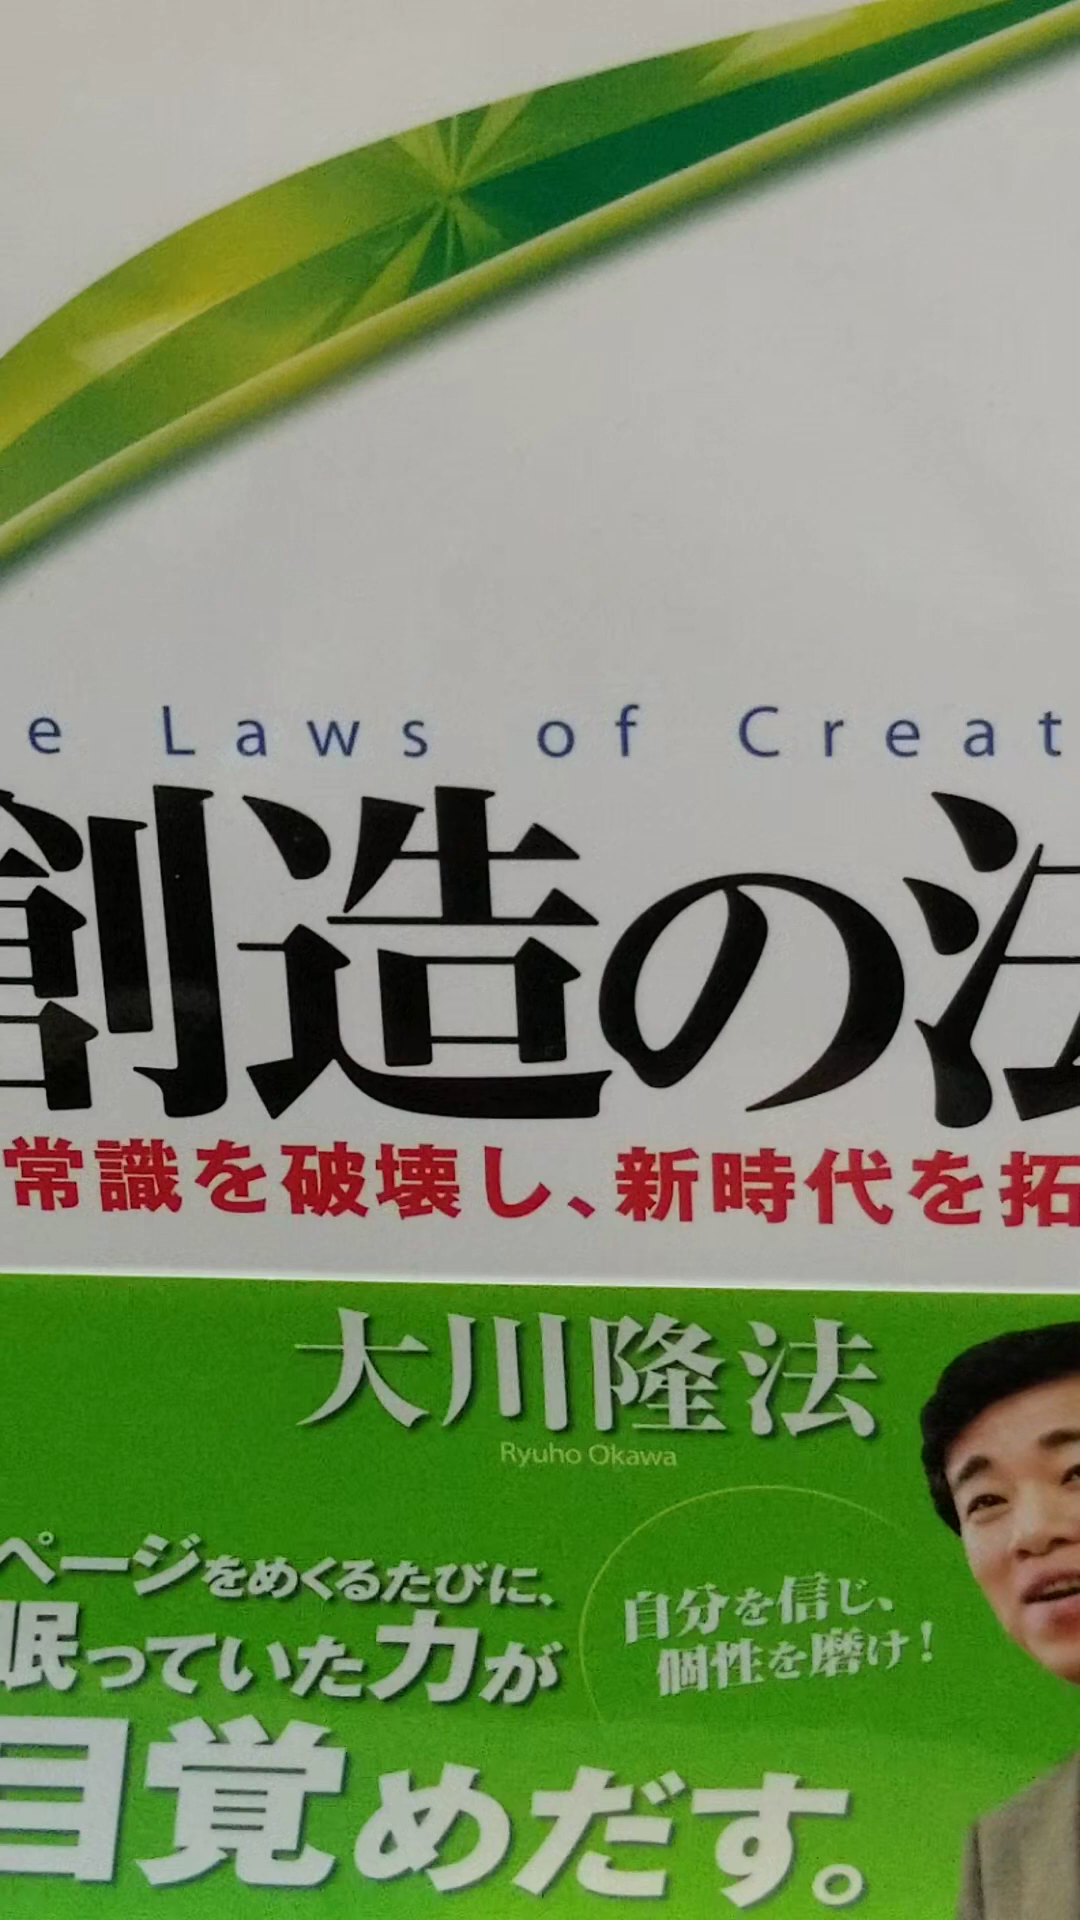 e Laws of Creat
創造の法
常識を破壊し、新時代を拓
大川隆法
Ryuho Okawa
ページをめくるたびに、
眠っていた力が
目覚めだす。
自分を信じ、
個性を磨け!